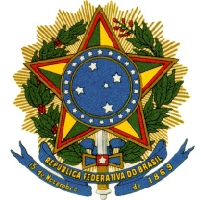 REPÚBLICA FEDERATIVA DO BRASIL
15 de Novembro de 1889